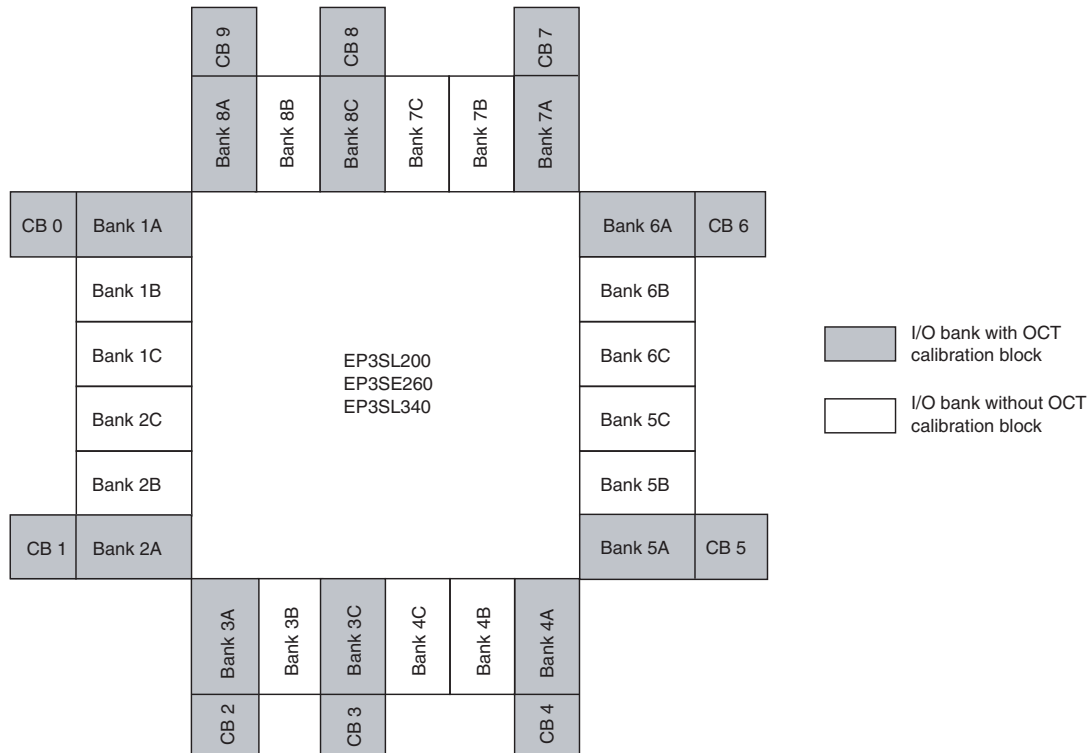 CB 9
CB 8
CB 7
Bank 8A
Bank 8B
Bank 8C
Bank 7C
Bank 7B
Bank 7A
CB 0
Bank 1A
Bank 6A
CB 6
Bank 1B
Bank 6B
Bank 1C
Bank 6C
EP3SL200
EP3SE260
EP3SL340
I/O bank with OCT
calibration block
I/O bank without OCT
calibration block
Bank 2C
Bank 5C
Bank 2B
Bank 5B
CB 1
Bank 2A
Bank 5A
CB 5
Bank 3A
Bank 3B
Bank 3C
Bank 4C
Bank 4B
Bank 4A
CB 2
CB 3
CB 4